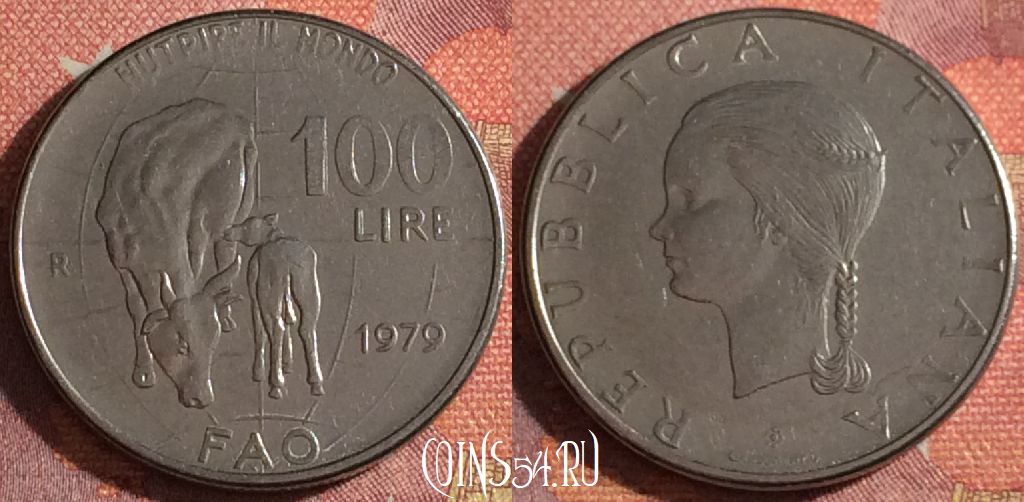 NUTRIRE IL MONDO
100
LIRE
R
1979
FAO
REPUBBLICA ITALIANA
COINS54.RU